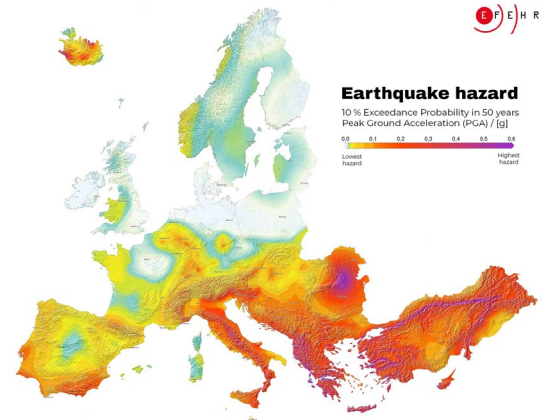 E F E H R
Earthquake hazard
10 % Exceedance Probability in 50 years
Peak Ground Acceleration (PGA) / [g]
0.0 0.1 0.2 0.3 0.4 0.5 0.6
Lowest hazard
Highest hazard